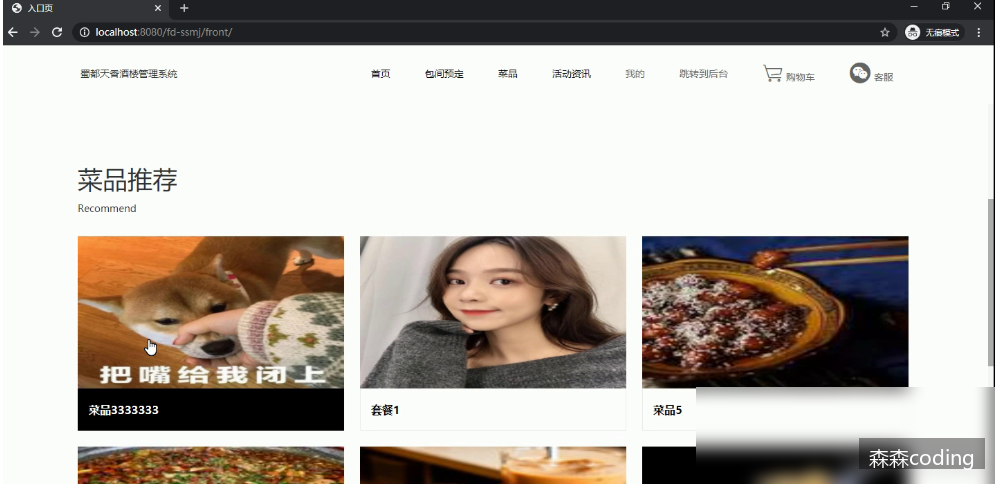 入口页
localhost:8080/fd-ssmj/front/
无痕模式
蜀都天香酒楼管理系统 首页 包间预定 菜品 活动资讯 我的 跳转到后台 购物车 客服
菜品推荐
Recommend
把嘴给我闭上
菜品3333333 套餐1 菜品5
森森coding